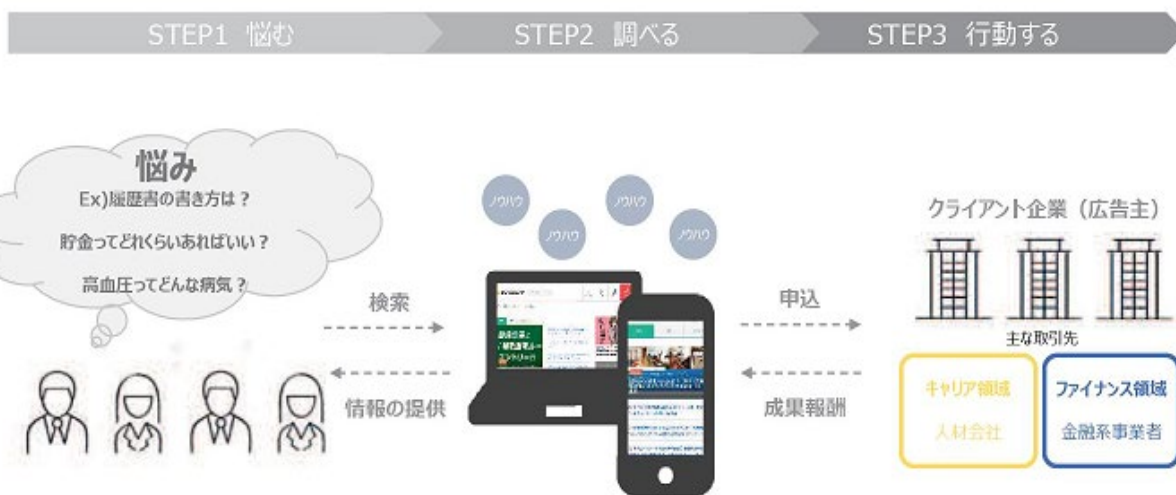 STEP1 悩む
STEP2 調べる
STEP3 行動する
悩み
Ex)履歴書の書き方は？
貯金ってどれくらいあればいい？
高血圧ってどんな病気？
検索
情報の提供
ノウハウ
ノウハウ
ノウハウ
ノウハウ
申込
成果報酬
クライアント企業（広告主）
主な取引先
キャリア領域
人材会社
ファイナンス領域
金融系事業者